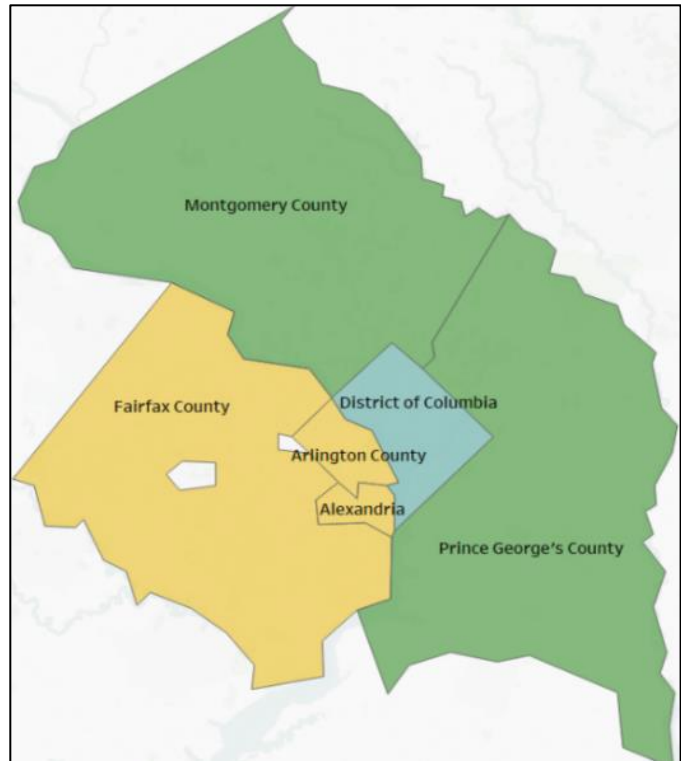 Montgomery County
District of Columbia
Fairfax County
Arlington County
Alexandria
Prince George's County